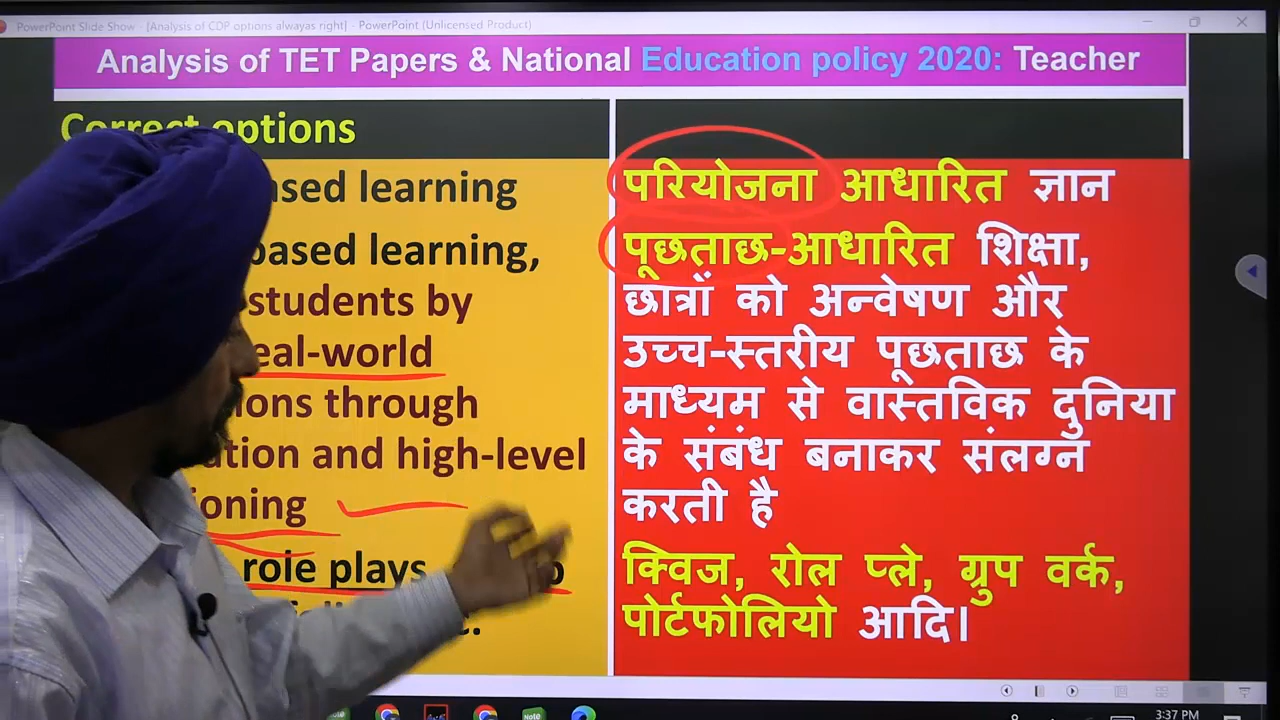 PowerPoint Slide Show - [Analysis of CDP options alwayas right] - PowerPoint (Unlicensed Product)
Analysis of TET Papers & National Education policy 2020: Teacher
Correct options
ased learning
based learning,
students by
eal-world
ions through
ation and high-level
ioning
role plays
परियोजना आधारित ज्ञान
पूछताछ-आधारित शिक्षा,
छात्रों को अन्वेषण और
उच्च-स्तरीय पूछताछ के
माध्यम से वास्तविक दुनिया
के संबंध बनाकर संलग्न
करती है
क्विज, रोल प्ले, ग्रुप वर्क,
पोर्टफोलियो आदि।
3:37 PM